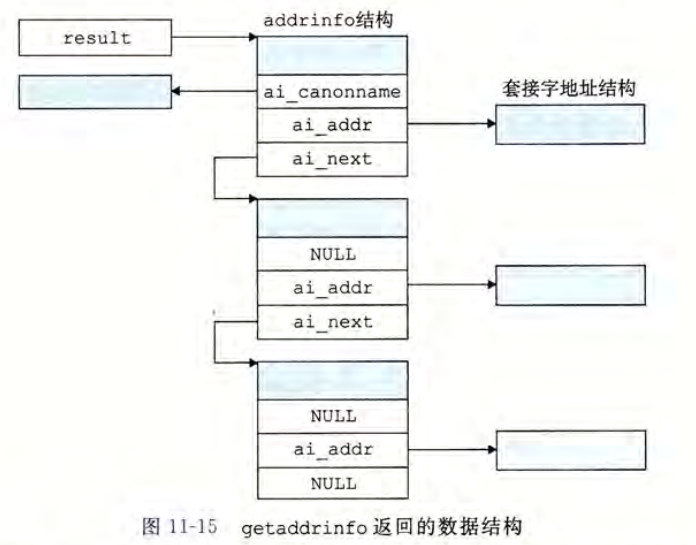 addrinfo结构
result
ai_canonname
套接字地址结构
ai_addr
ai_next
NULL
ai_addr
ai_next
NULL
ai_addr
NULL
图 11-15 getaddrinfo 返回的数据结构